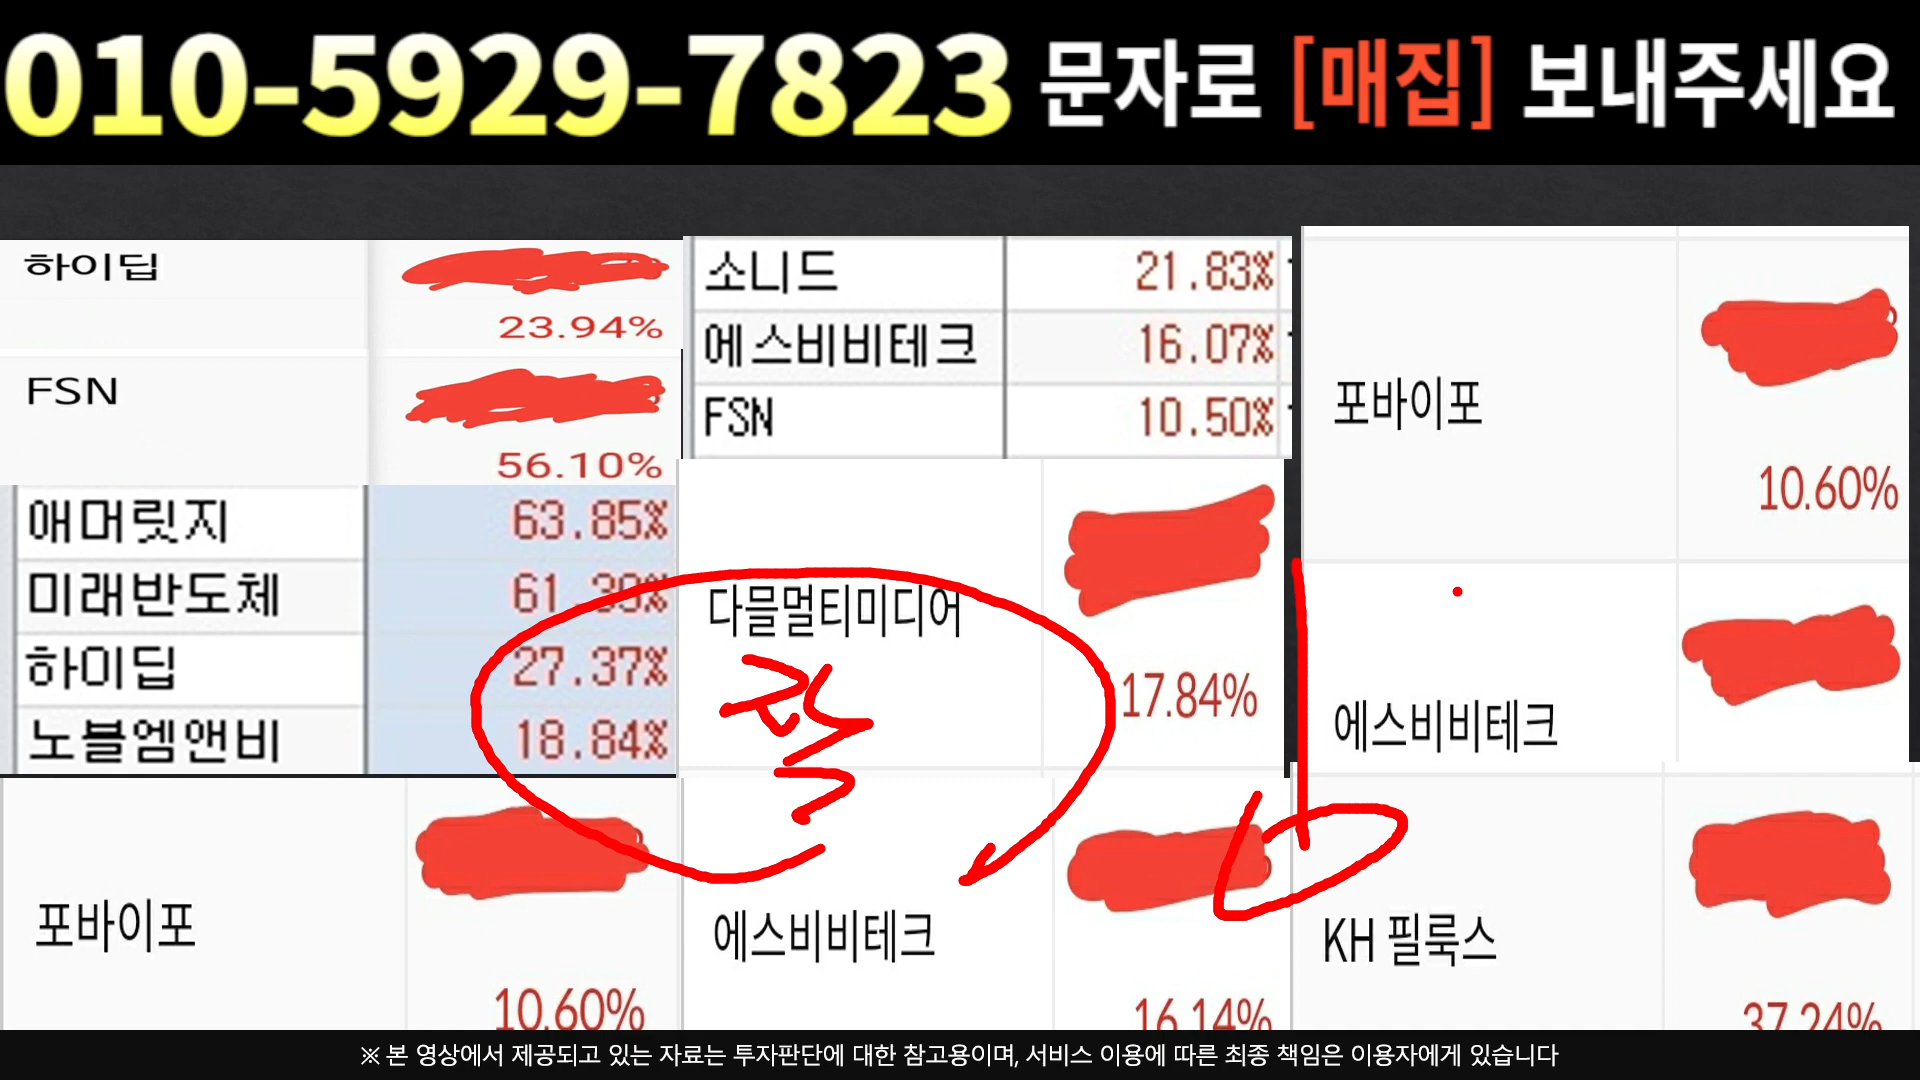 010-5929-7823 문자로 [매집] 보내주세요
하이딥
23.94%
FSN
56.10%
애머릿지 63.85%
미래반도체 61.39%
하이딥 27.37%
노블엠앤비 18.84%
소니드 21.83%
에스비비테크 16.07%
FSN 10.50%
다믈멀티미디어
17.84%
포바이포
10.60%
에스비비테크
포바이포
10.60%
에스비비테크
16.14%
KH 필룩스
37.24%
※ 본 영상에서 제공되고 있는 자료는 투자판단에 대한 참고용이며, 서비스 이용에 따른 최종 책임은 이용자에게 있습니다